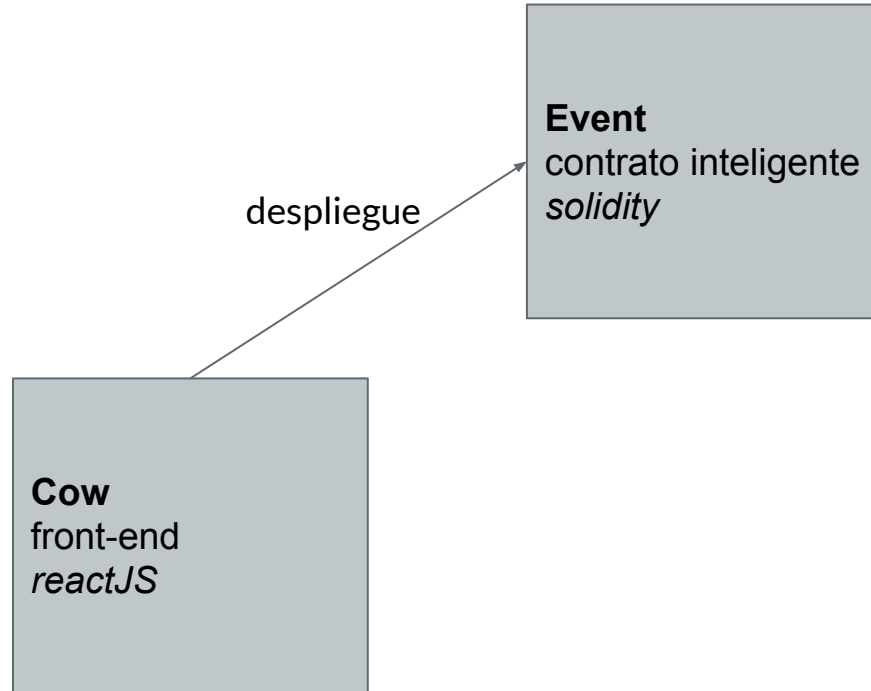 Event
contrato inteligente
solidity
despliegue
Cow
front-end
reactJS